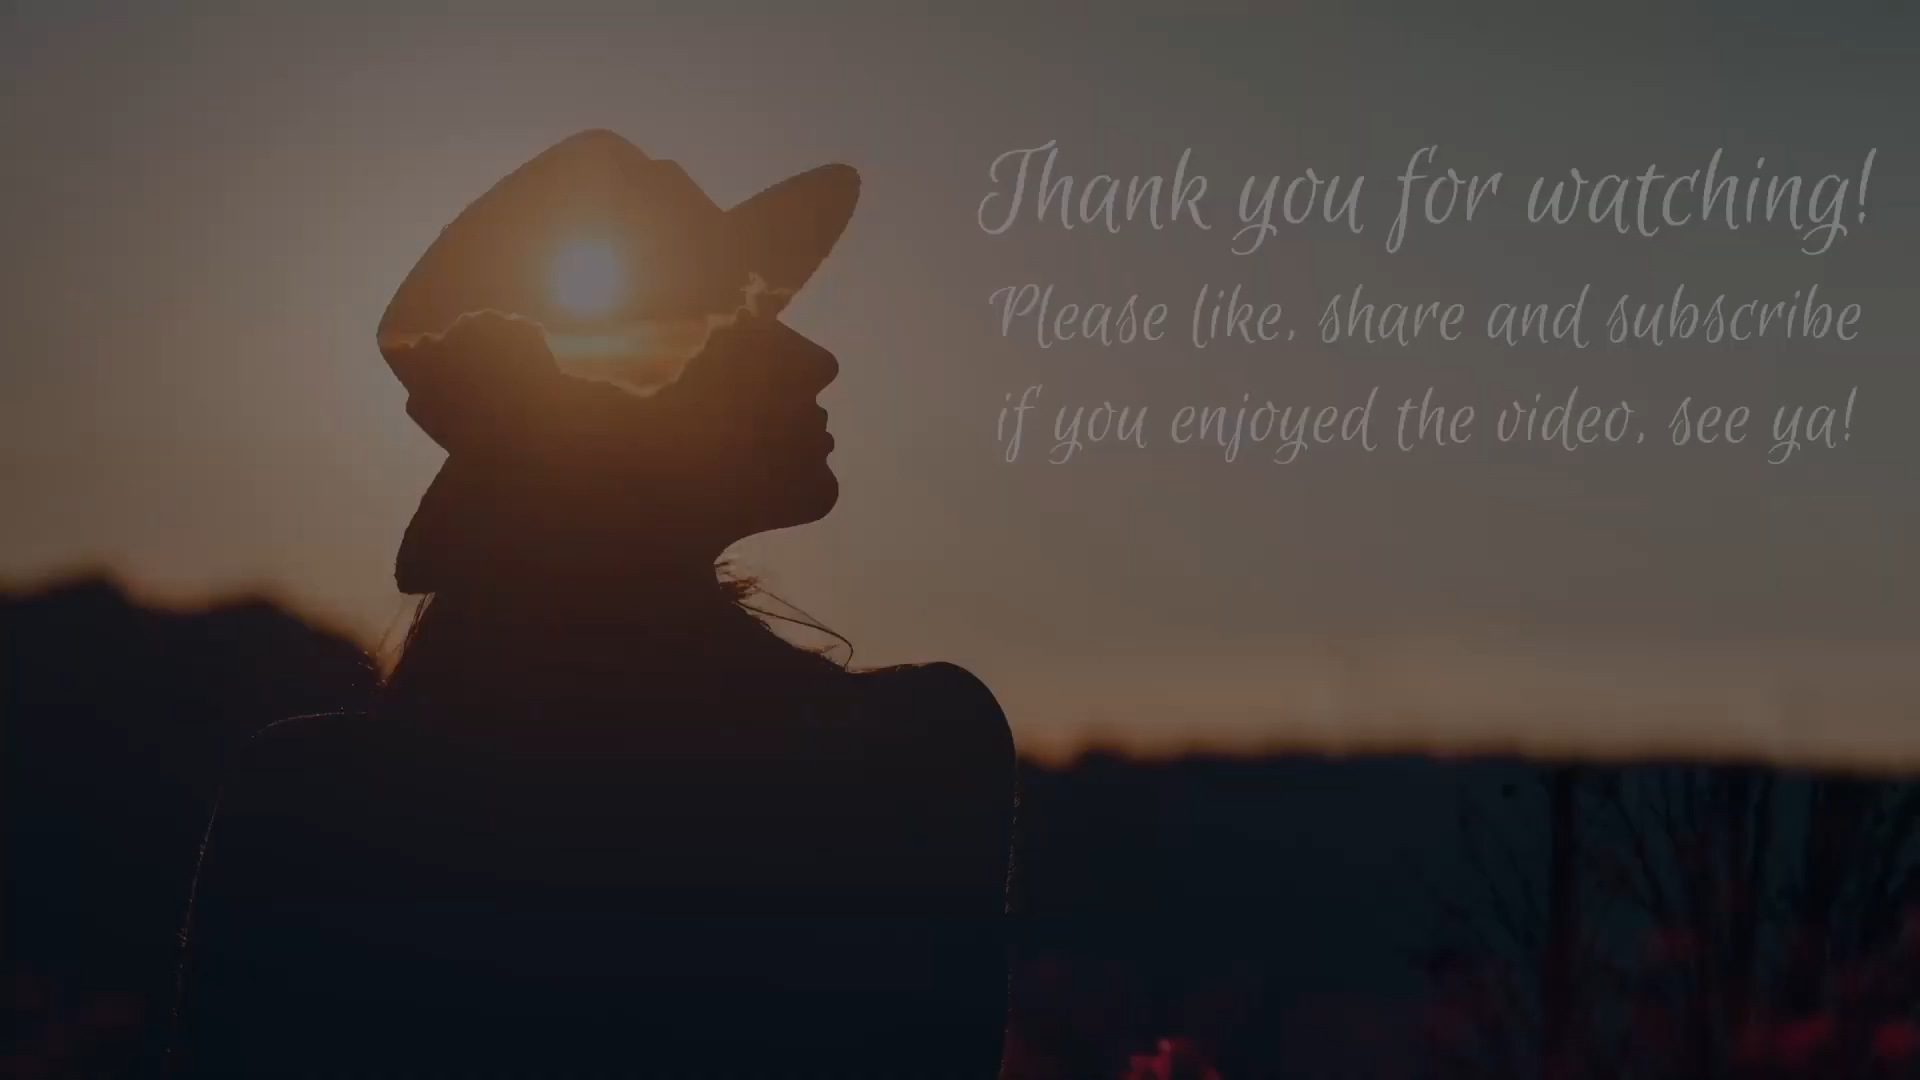 Thank you for watching!
Please like, share and subscribe
if you enjoyed the video, see ya!